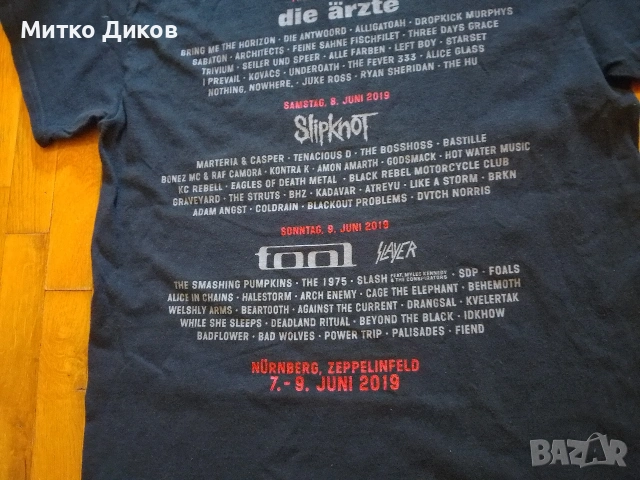 Митко Диков
die ärzte
BRING ME THE HORIZON · DIE ANTWOORD · ALLIGATOAH · DROPKICK MURPHYS
SABATON · ARCHITECTS · FEINE SAHNE FISCHFILET · THREE DAYS GRACE
TRIVIUM · SEILER UND SPEER · ALLE FARBEN · LEFT BOY · STARSET
I PREVAIL · KOVACS · UNDEROATH · THE FEVER 333 · ALICE GLASS
NOTHING, NOWHERE. · JUKE ROSS · RYAN SHERIDAN · THE HU
SAMSTAG, 8. JUNI 2019
SlipKnoT
MARTERIA & CASPER · TENACIOUS D · THE BOSSHOSS · BASTILLE
BONEZ MC & RAF CAMORA · KONTRA K · AMON AMARTH · GODSMACK · HOT WATER MUSIC
KC REBELL · EAGLES OF DEATH METAL · BLACK REBEL MOTORCYCLE CLUB
GRAVEYARD · THE STRUTS · BHZ · KADAVAR · ATREYU · LIKE A STORM · BRKN
ADAM ANGST · COLDRAIN · BLACKOUT PROBLEMS · DVTCH NORRIS
SONNTAG, 9. JUNI 2019
TOOL SLAYER
THE SMASHING PUMPKINS · THE 1975 · SLASH FEAT. MYLES KENNEDY & THE CONSPIRATORS · SDP · FOALS
ALICE IN CHAINS · HALESTORM · ARCH ENEMY · CAGE THE ELEPHANT · BEHEMOTH
WELSHLY ARMS · BEARTOOTH · AGAINST THE CURRENT · DRANGSAL · KVELERTAK
WHILE SHE SLEEPS · DEADLAND RITUAL · BEYOND THE BLACK · IDKHOW
BADFLOWER · BAD WOLVES · POWER TRIP · PALISADES · FIEND
NÜRNBERG, ZEPPELINFELD
7.- 9. JUNI 2019
BAZAR